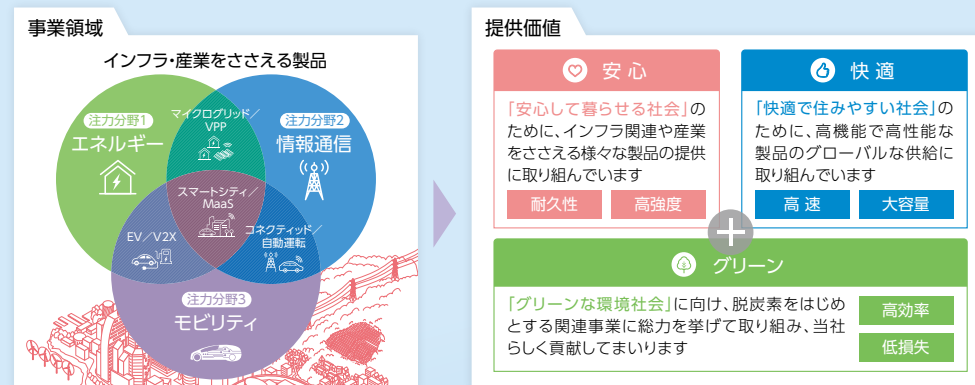 事業領域
インフラ・産業をささえる製品
注力分野1
エネルギー
マイクログリッド／
VPP
注力分野2
情報通信
スマートシティ／
MaaS
EV／V2X
コネクティッド／
自動運転
注力分野3
モビリティ
提供価値
安心
「安心して暮らせる社会」の
ために、インフラ関連や産業
をささえる様々な製品の提供
に取り組んでいます
耐久性
高強度
快適
「快適で住みやすい社会」の
ために、高機能で高性能な
製品のグローバルな供給に
取り組んでいます
高速
大容量
グリーン
「グリーンな環境社会」に向け、脱炭素をはじめ
とする関連事業に総力を挙げて取り組み、当社
らしく貢献してまいります
高効率
低損失